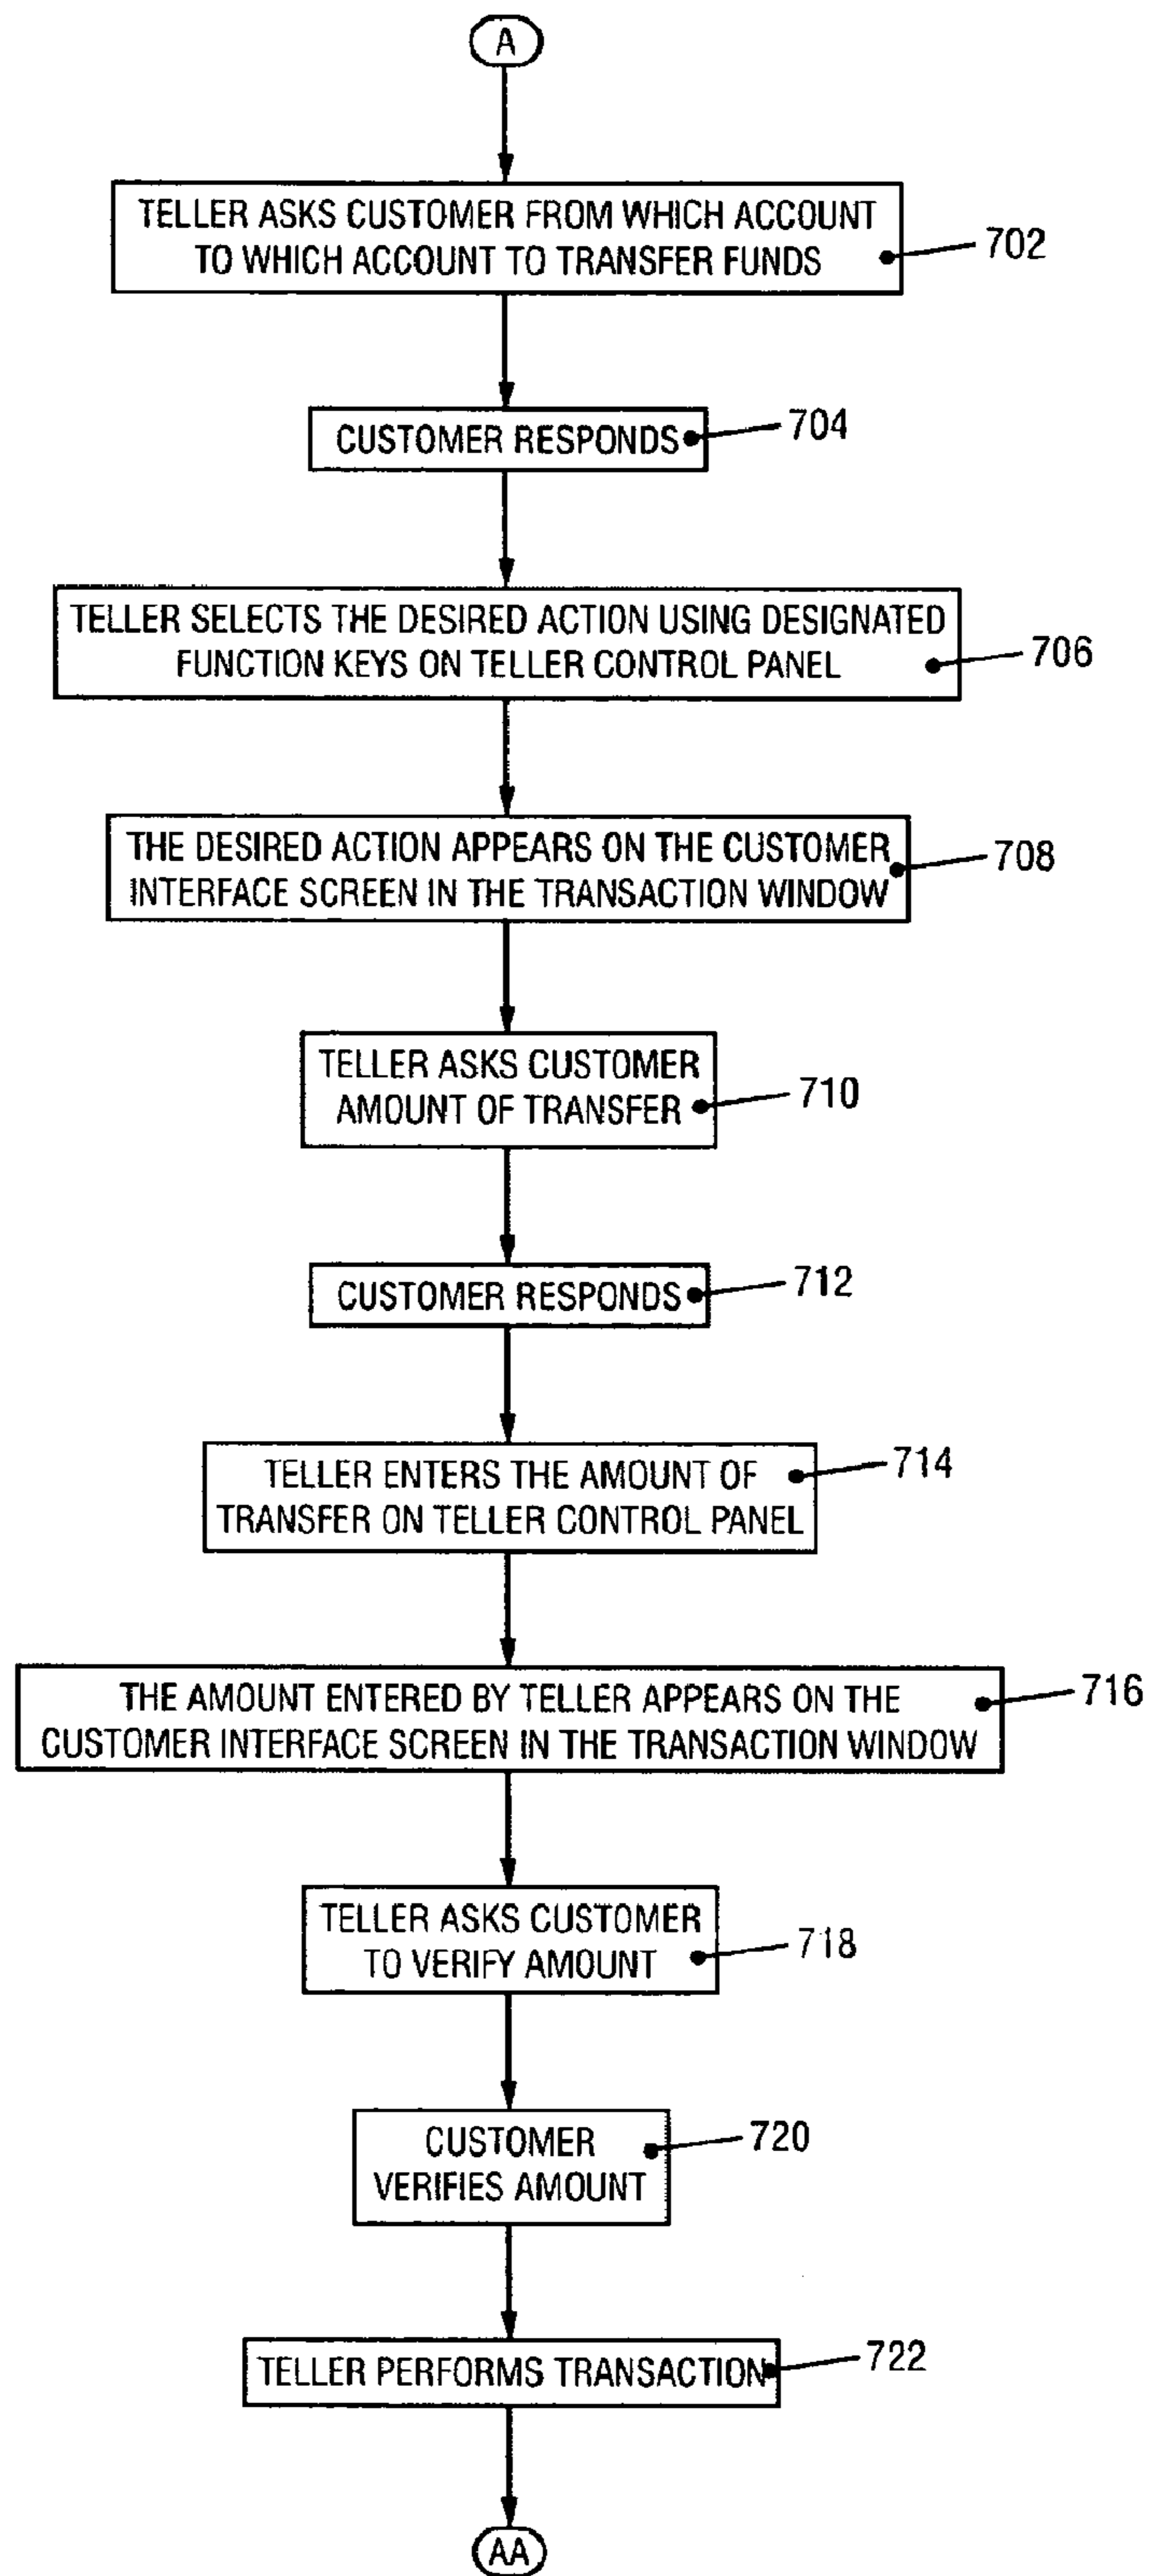 A
TELLER ASKS CUSTOMER FROM WHICH ACCOUNT
TO WHICH ACCOUNT TO TRANSFER FUNDS
702
CUSTOMER RESPONDS
704
TELLER SELECTS THE DESIRED ACTION USING DESIGNATED
FUNCTION KEYS ON TELLER CONTROL PANEL
706
THE DESIRED ACTION APPEARS ON THE CUSTOMER
INTERFACE SCREEN IN THE TRANSACTION WINDOW
708
TELLER ASKS CUSTOMER
AMOUNT OF TRANSFER
710
CUSTOMER RESPONDS
712
TELLER ENTERS THE AMOUNT OF
TRANSFER ON TELLER CONTROL PANEL
714
THE AMOUNT ENTERED BY TELLER APPEARS ON THE
CUSTOMER INTERFACE SCREEN IN THE TRANSACTION WINDOW
716
TELLER ASKS CUSTOMER
TO VERIFY AMOUNT
718
CUSTOMER
VERIFIES AMOUNT
720
TELLER PERFORMS TRANSACTION
722
AA